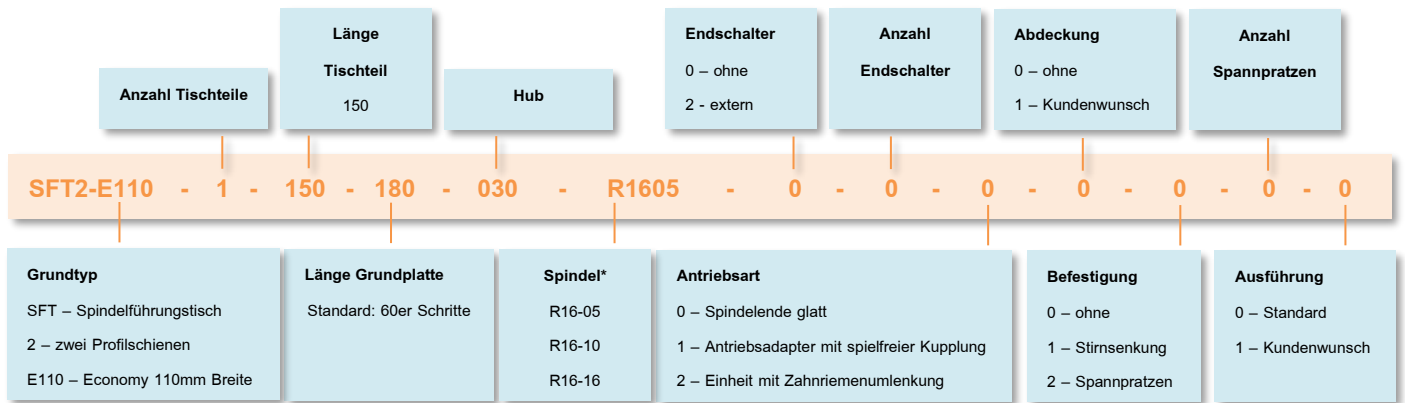 Anzahl Tischteile
Länge
Tischteil
150
Hub
Endschalter
0 – ohne
2 - extern
Anzahl
Endschalter
Abdeckung
0 – ohne
1 – Kundenwunsch
Anzahl
Spannpratzen
SFT2-E110 - 1 - 150 - 180 - 030 - R1605 - 0 - 0 - 0 - 0 - 0 - 0 - 0
Grundtyp
SFT – Spindelführungstisch
2 – zwei Profilschienen
E110 – Economy 110mm Breite
Länge Grundplatte
Standard: 60er Schritte
Spindel*
R16-05
R16-10
R16-16
Antriebsart
0 – Spindelende glatt
1 – Antriebsadapter mit spielfreier Kupplung
2 – Einheit mit Zahnriemenumlenkung
Befestigung
0 – ohne
1 – Stirnsenkung
2 – Spannpratzen
Ausführung
0 – Standard
1 – Kundenwunsch